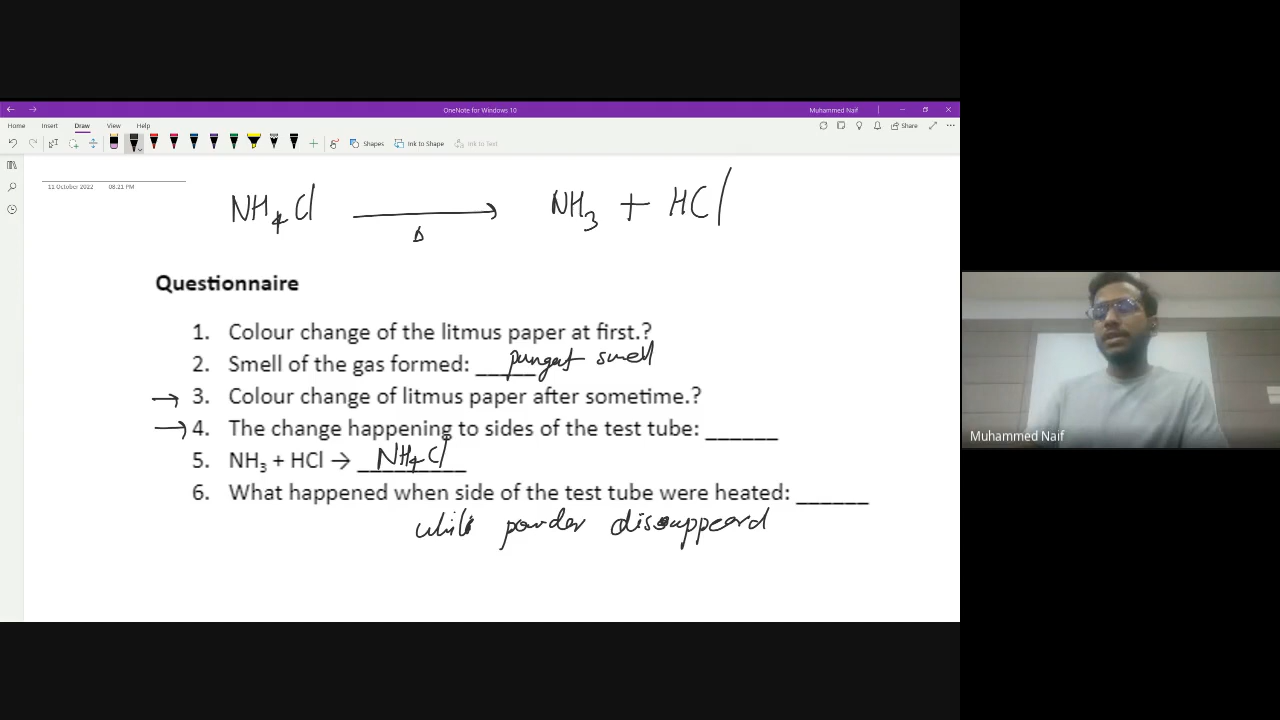 OneNote for Windows 10
Muhammed Naif
Home Insert Draw View Help
Shapes Ink to Shape Ink to Text Share
11 October 2022 08:21 PM
NH4Cl → NH3 + HCl
Δ
Questionnaire
1. Colour change of the litmus paper at first.?
2. Smell of the gas formed: _____ pungat smell
→ 3. Colour change of litmus paper after sometime.?
→ 4. The change happening to sides of the test tube: ______
5. NH₃ + HCl → NH4Cl
6. What happened when side of the test tube were heated: ______
powder disappeard
Muhammed Naif